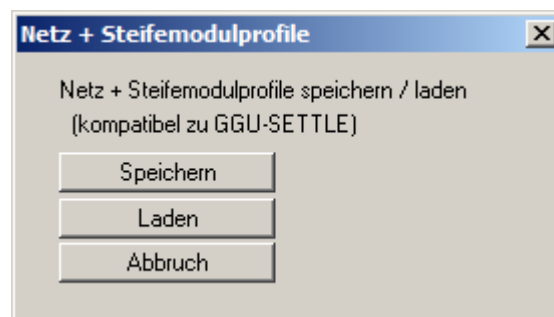 Netz + Steifemodulprofile
Netz + Steifemodulprofile speichern / laden
(kompatibel zu GGU-SETTLE)
Speichern
Laden
Abbruch